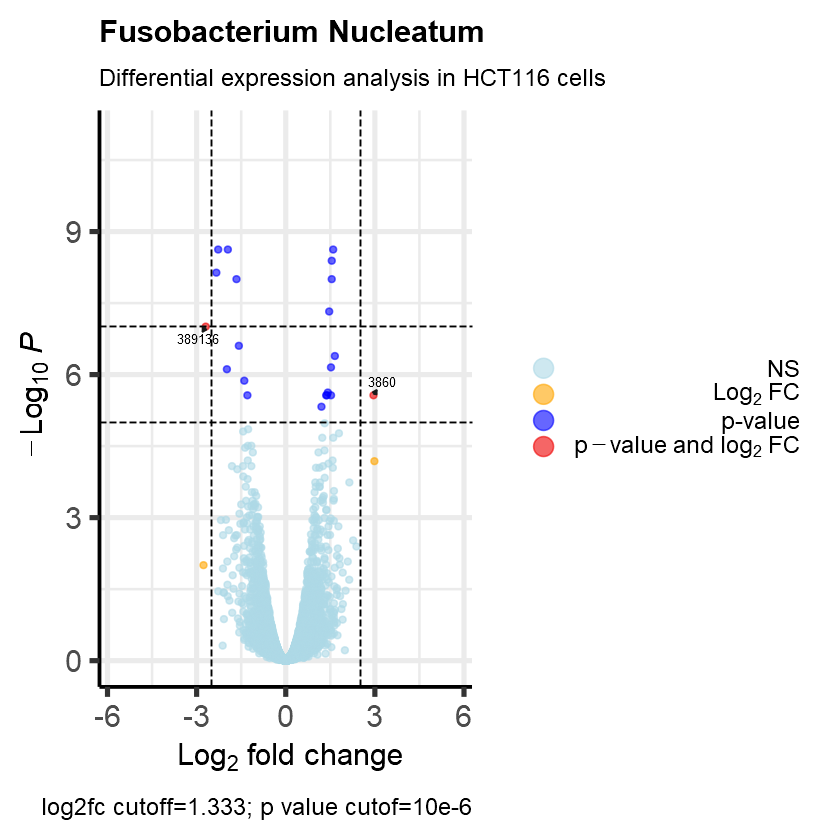 Fusobacterium Nucleatum
Differential expression analysis in HCT116 cells
−Log10 P
9
6
3
0
389136
3860
-6 -3 0 3 6
Log2 fold change
NS
Log2 FC
p-value
p−value and log2 FC
log2fc cutoff=1.333; p value cutof=10e-6